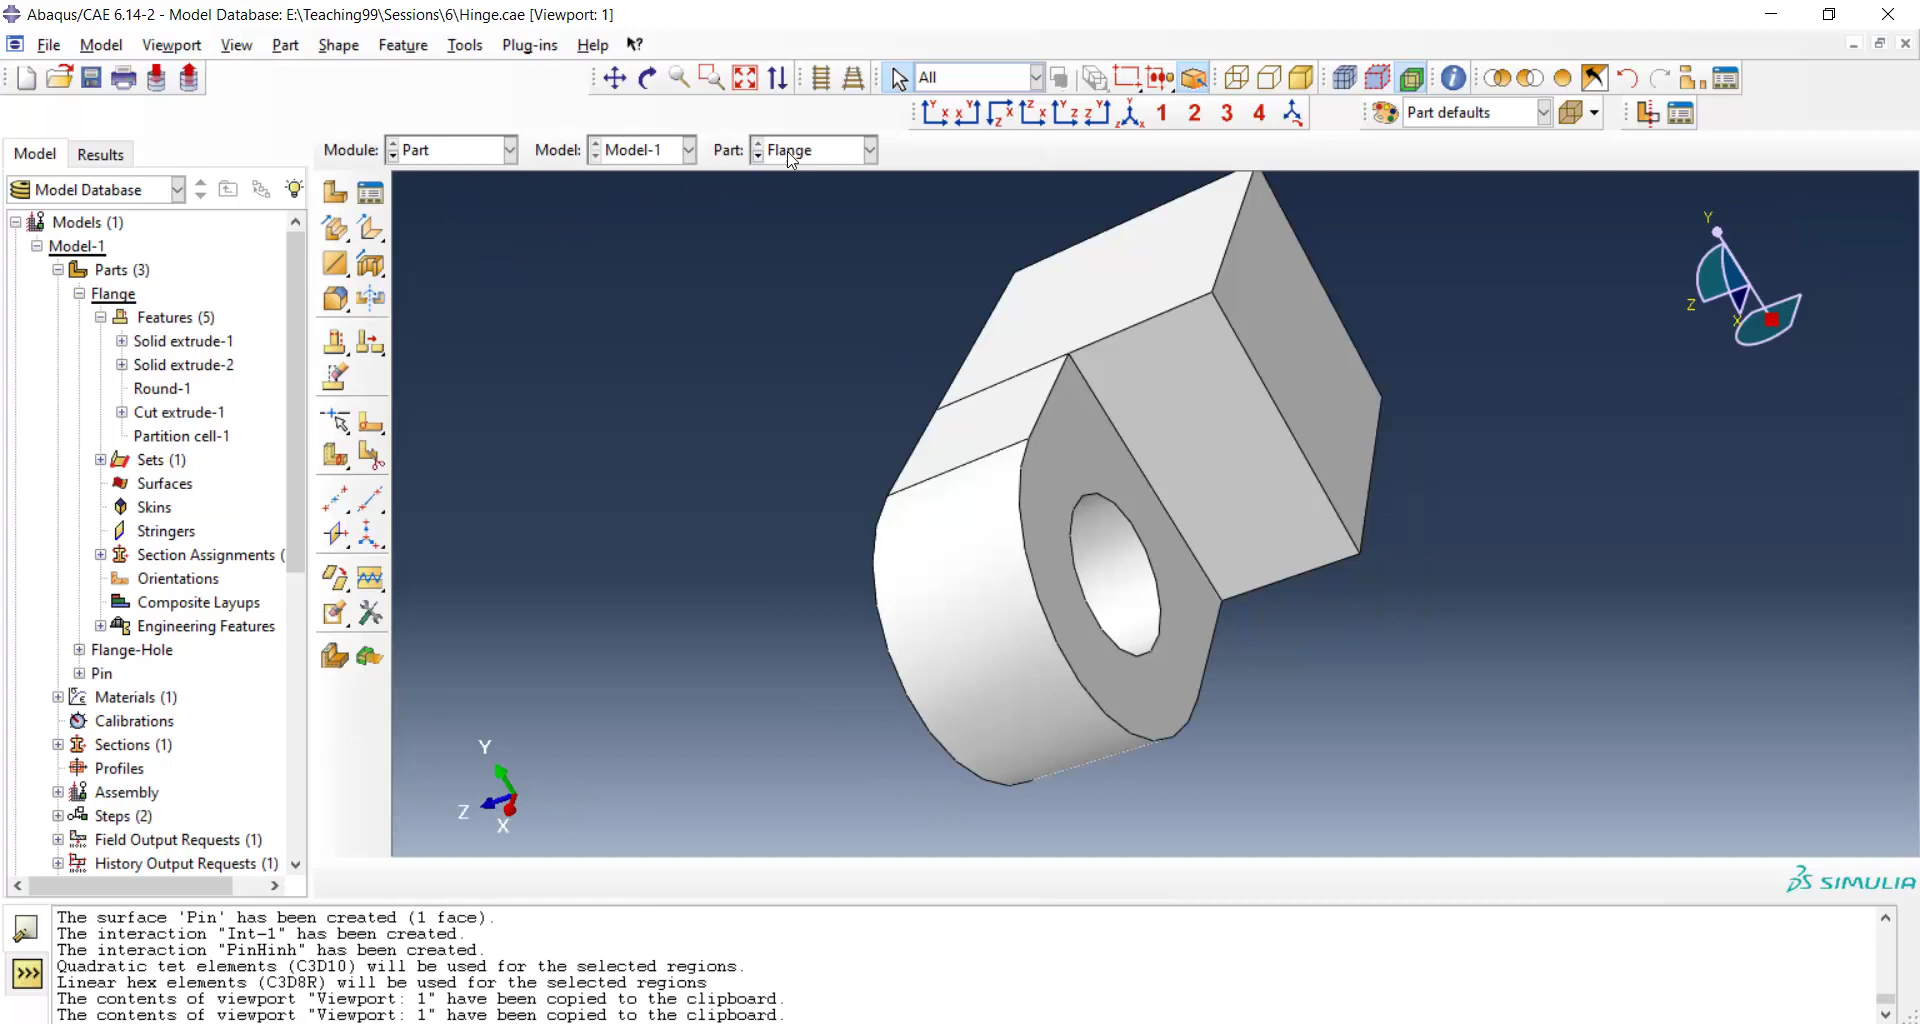 Abaqus/CAE 6.14-2 - Model Database: E:\Teaching99\Sessions\6\Hinge.cae [Viewport: 1]
File Model Viewport View Part Shape Feature Tools Plug-ins Help
All
1 2 3 4 Part defaults
Model Results
Module: Part Model: Model-1 Part: Flange
Model Database
Models (1)
Model-1
Parts (3)
Flange
Features (5)
Solid extrude-1
Solid extrude-2
Round-1
Cut extrude-1
Partition cell-1
Sets (1)
Surfaces
Skins
Stringers
Section Assignments (
Orientations
Composite Layups
Engineering Features
Flange-Hole
Pin
Materials (1)
Calibrations
Sections (1)
Profiles
Assembly
Steps (2)
Field Output Requests (1)
History Output Requests (1)
Y
Z
X
Y
Z
X
SIMULIA
The surface 'Pin' has been created (1 face).
The interaction "Int-1" has been created.
The interaction "PinHinh" has been created.
Quadratic tet elements (C3D10) will be used for the selected regions.
Linear hex elements (C3D8R) will be used for the selected regions
The contents of viewport "Viewport: 1" have been copied to the clipboard.
The contents of viewport "Viewport: 1" have been copied to the clipboard.